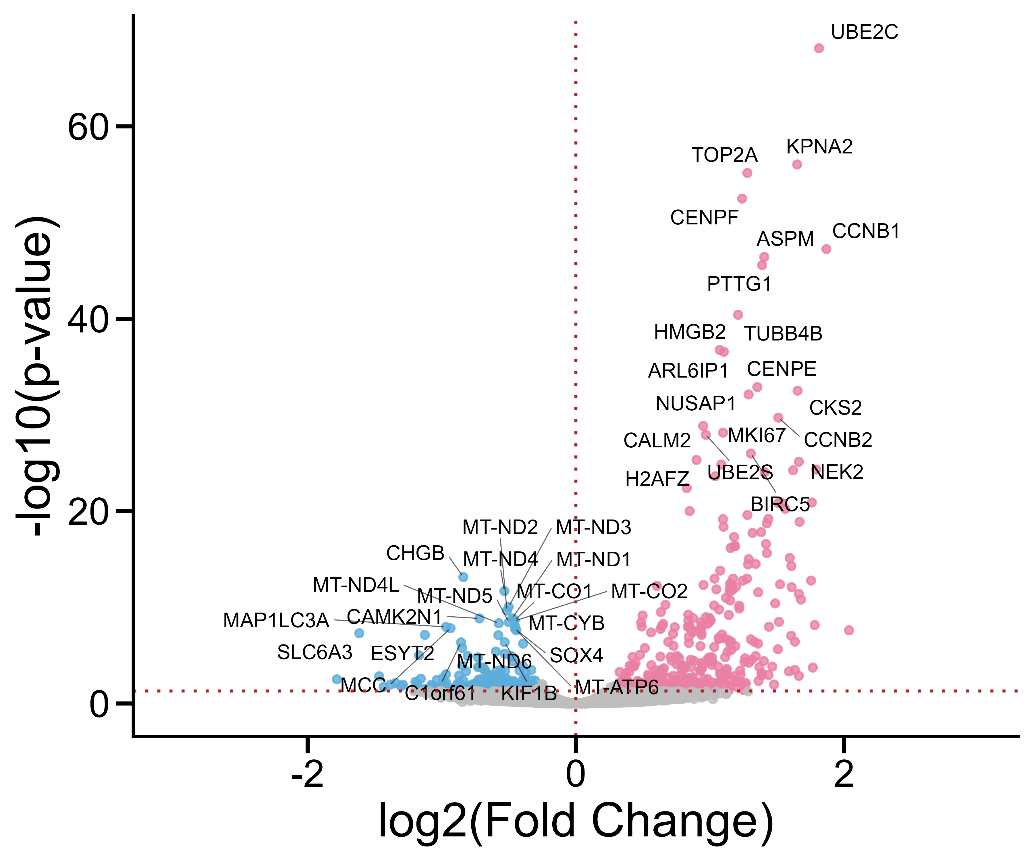 UBE2C
60
KPNA2
TOP2A
CENPF
CCNB1
ASPM
PTTG1
40
HMGB2
TUBB4B
ARL6IP1
CENPE
NUSAP1
CKS2
MKI67
CCNB2
CALM2
UBE2S
NEK2
H2AFZ
BIRC5
20
MT-ND2
MT-ND3
CHGB
MT-ND4
MT-ND1
MT-ND4L
MT-ND5
MT-CO1
MT-CO2
MAP1LC3A
CAMK2N1
MT-CYB
SLC6A3
ESYT2
MT-ND6
SOX4
MCC
C1orf61
KIF1B
MT-ATP6
0
-log10(p-value)
-2
0
2
log2(Fold Change)